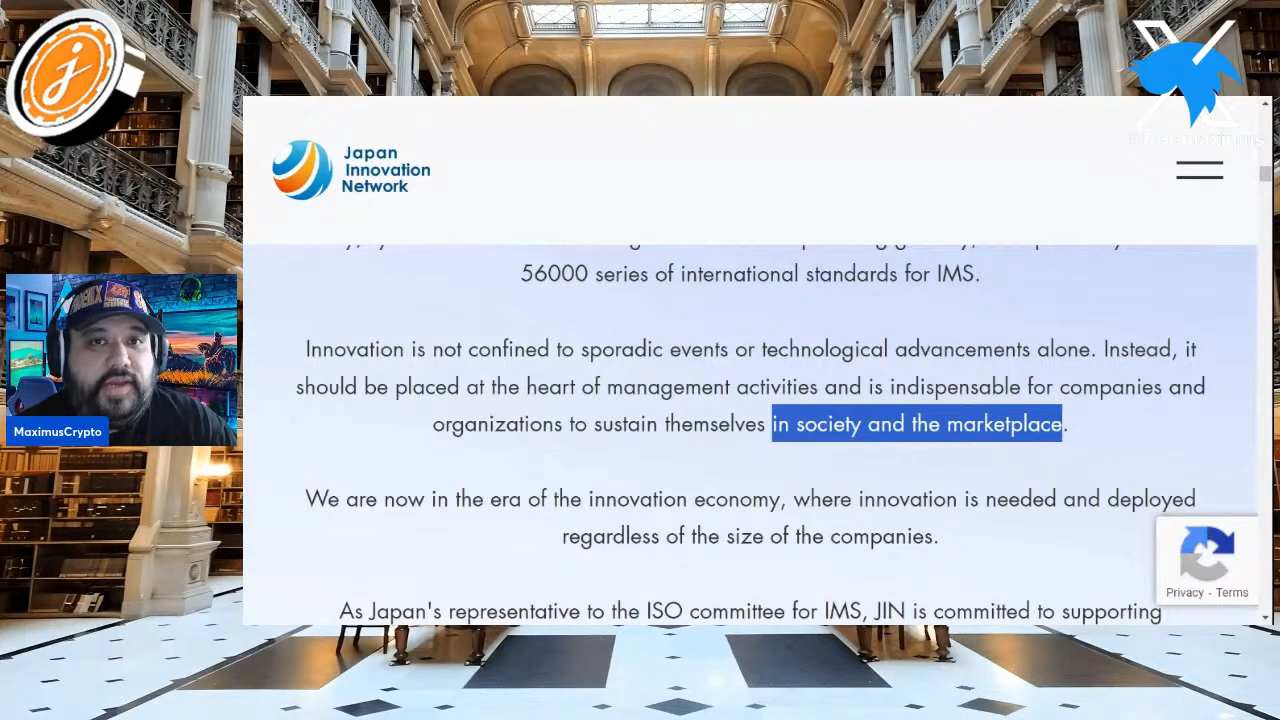 Japan
Innovation
Network
56000 series of international standards for IMS.
Innovation is not confined to sporadic events or technological advancements alone. Instead, it
should be placed at the heart of management activities and is indispensable for companies and
organizations to sustain themselves in society and the marketplace.
We are now in the era of the innovation economy, where innovation is needed and deployed
regardless of the size of the companies.
As Japan's representative to the ISO committee for IMS, JIN is committed to supporting
Privacy - Terms
MaximusCrypto